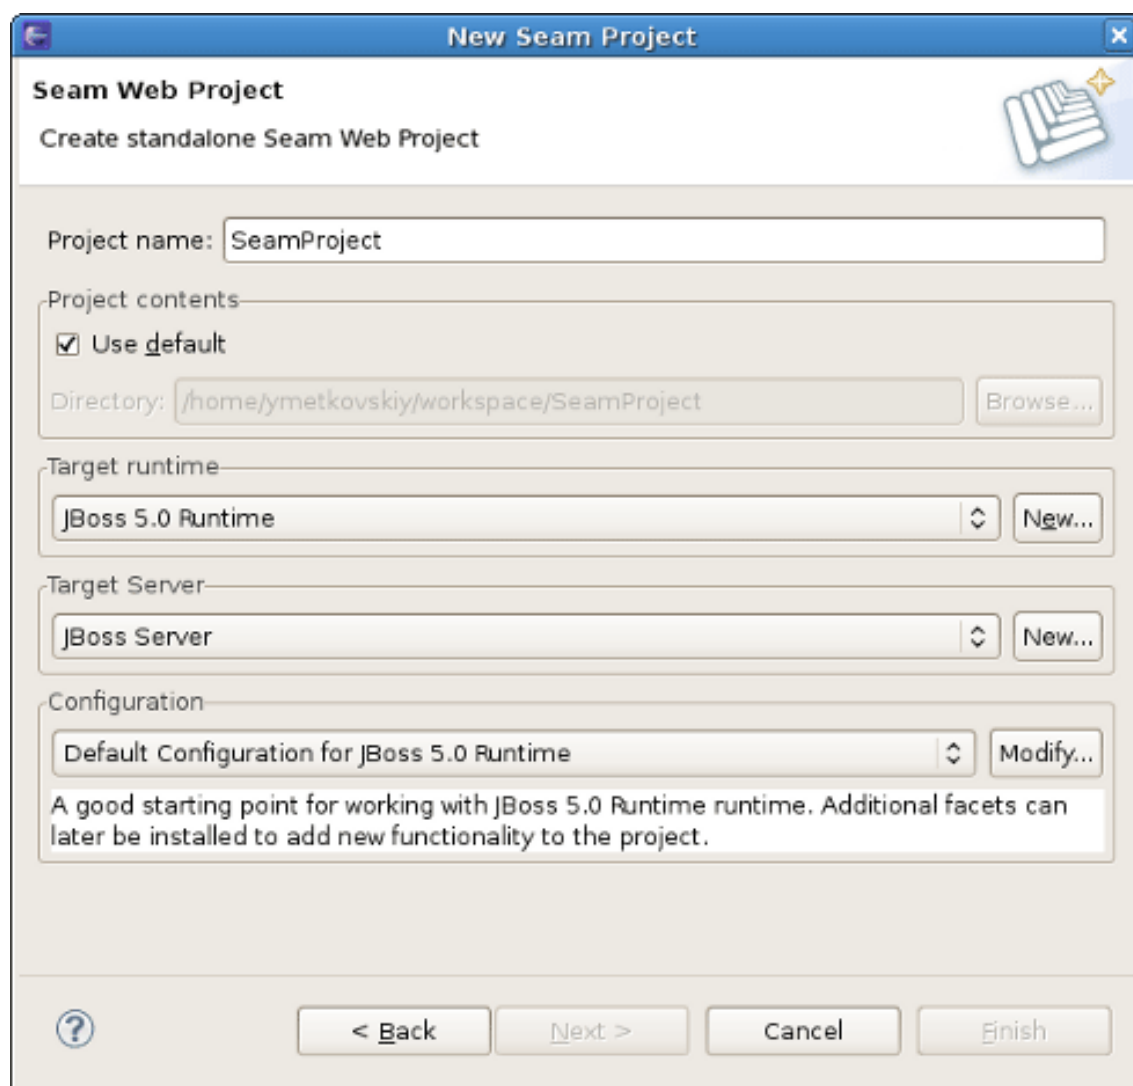 New Seam Project
Seam Web Project
Create standalone Seam Web Project
Project name: SeamProject
Project contents
Use default
Directory: /home/ymetkovskiy/workspace/SeamProject Browse...
Target runtime
JBoss 5.0 Runtime New...
Target Server
JBoss Server New...
Configuration
Default Configuration for JBoss 5.0 Runtime Modify...
A good starting point for working with JBoss 5.0 Runtime runtime. Additional facets can
later be installed to add new functionality to the project.
? < Back Next > Cancel Finish